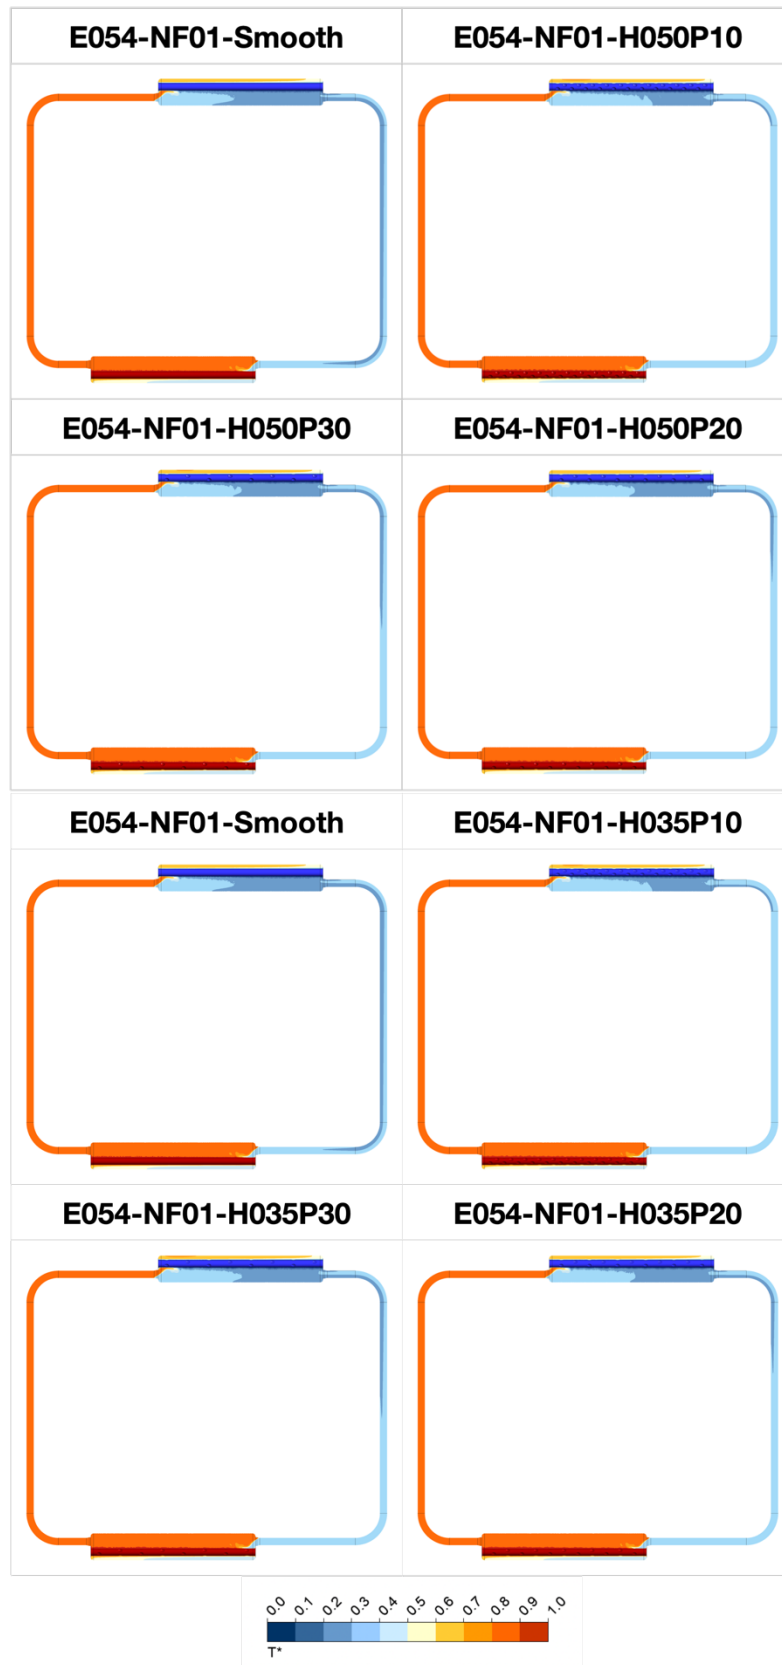 E054-NF01-Smooth
E054-NF01-H050P10
E054-NF01-H050P30
E054-NF01-H050P20
E054-NF01-Smooth
E054-NF01-H035P10
E054-NF01-H035P30
E054-NF01-H035P20
0.0 0.1 0.2 0.3 0.4 0.5 0.6 0.7 0.8 0.9 1.0
T*